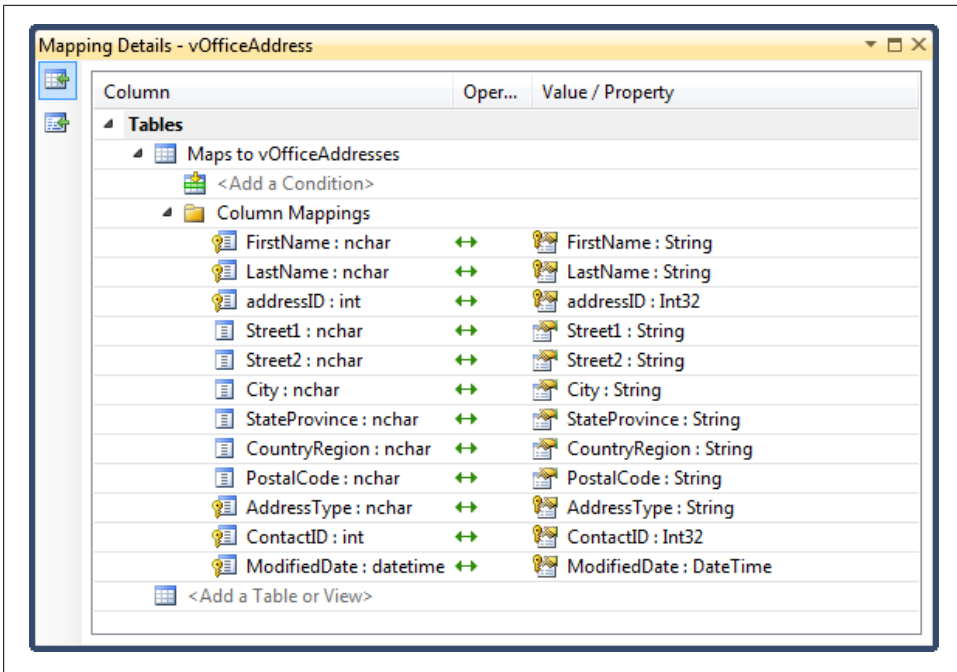 Mapping Details - vOfficeAddress
Column Oper... Value / Property
Tables
Maps to vOfficeAddresses
<Add a Condition>
Column Mappings
FirstName : nchar FirstName : String
LastName : nchar LastName : String
addressID : int addressID : Int32
Street1 : nchar Street1 : String
Street2 : nchar Street2 : String
City : nchar City : String
StateProvince : nchar StateProvince : String
CountryRegion : nchar CountryRegion : String
PostalCode : nchar PostalCode : String
AddressType : nchar AddressType : String
ContactID : int ContactID : Int32
ModifiedDate : datetime ModifiedDate : DateTime
<Add a Table or View>